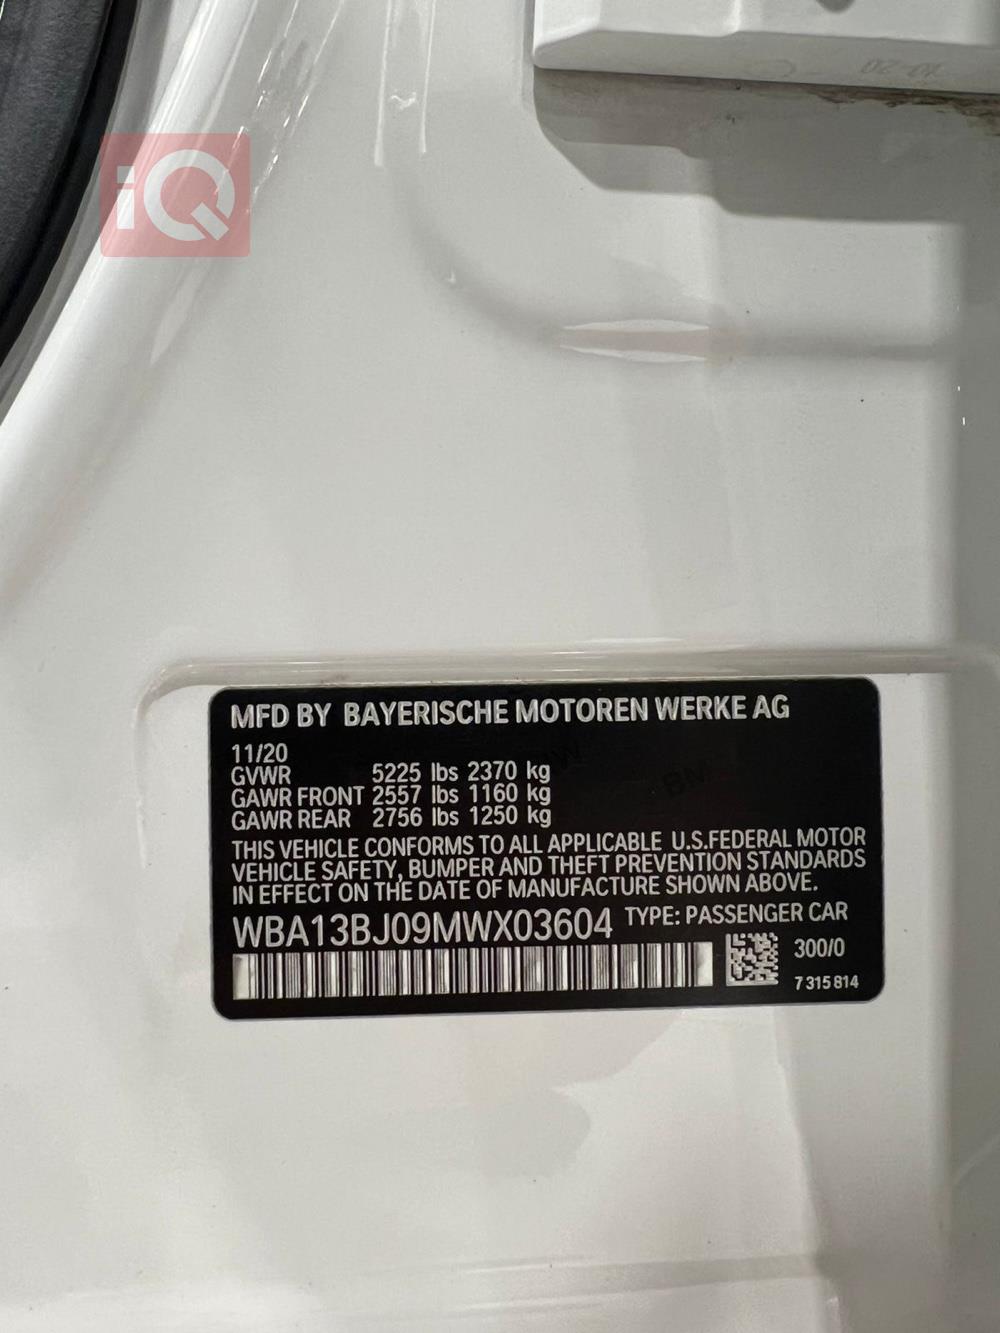 iQ
10-20
MFD BY BAYERISCHE MOTOREN WERKE AG
11/20
GVWR 5225 lbs 2370 kg
GAWR FRONT 2557 lbs 1160 kg
GAWR REAR 2756 lbs 1250 kg
THIS VEHICLE CONFORMS TO ALL APPLICABLE U.S.FEDERAL MOTOR
VEHICLE SAFETY, BUMPER AND THEFT PREVENTION STANDARDS
IN EFFECT ON THE DATE OF MANUFACTURE SHOWN ABOVE.
WBA13BJ09MWX03604 TYPE: PASSENGER CAR
300/0
7 315 814